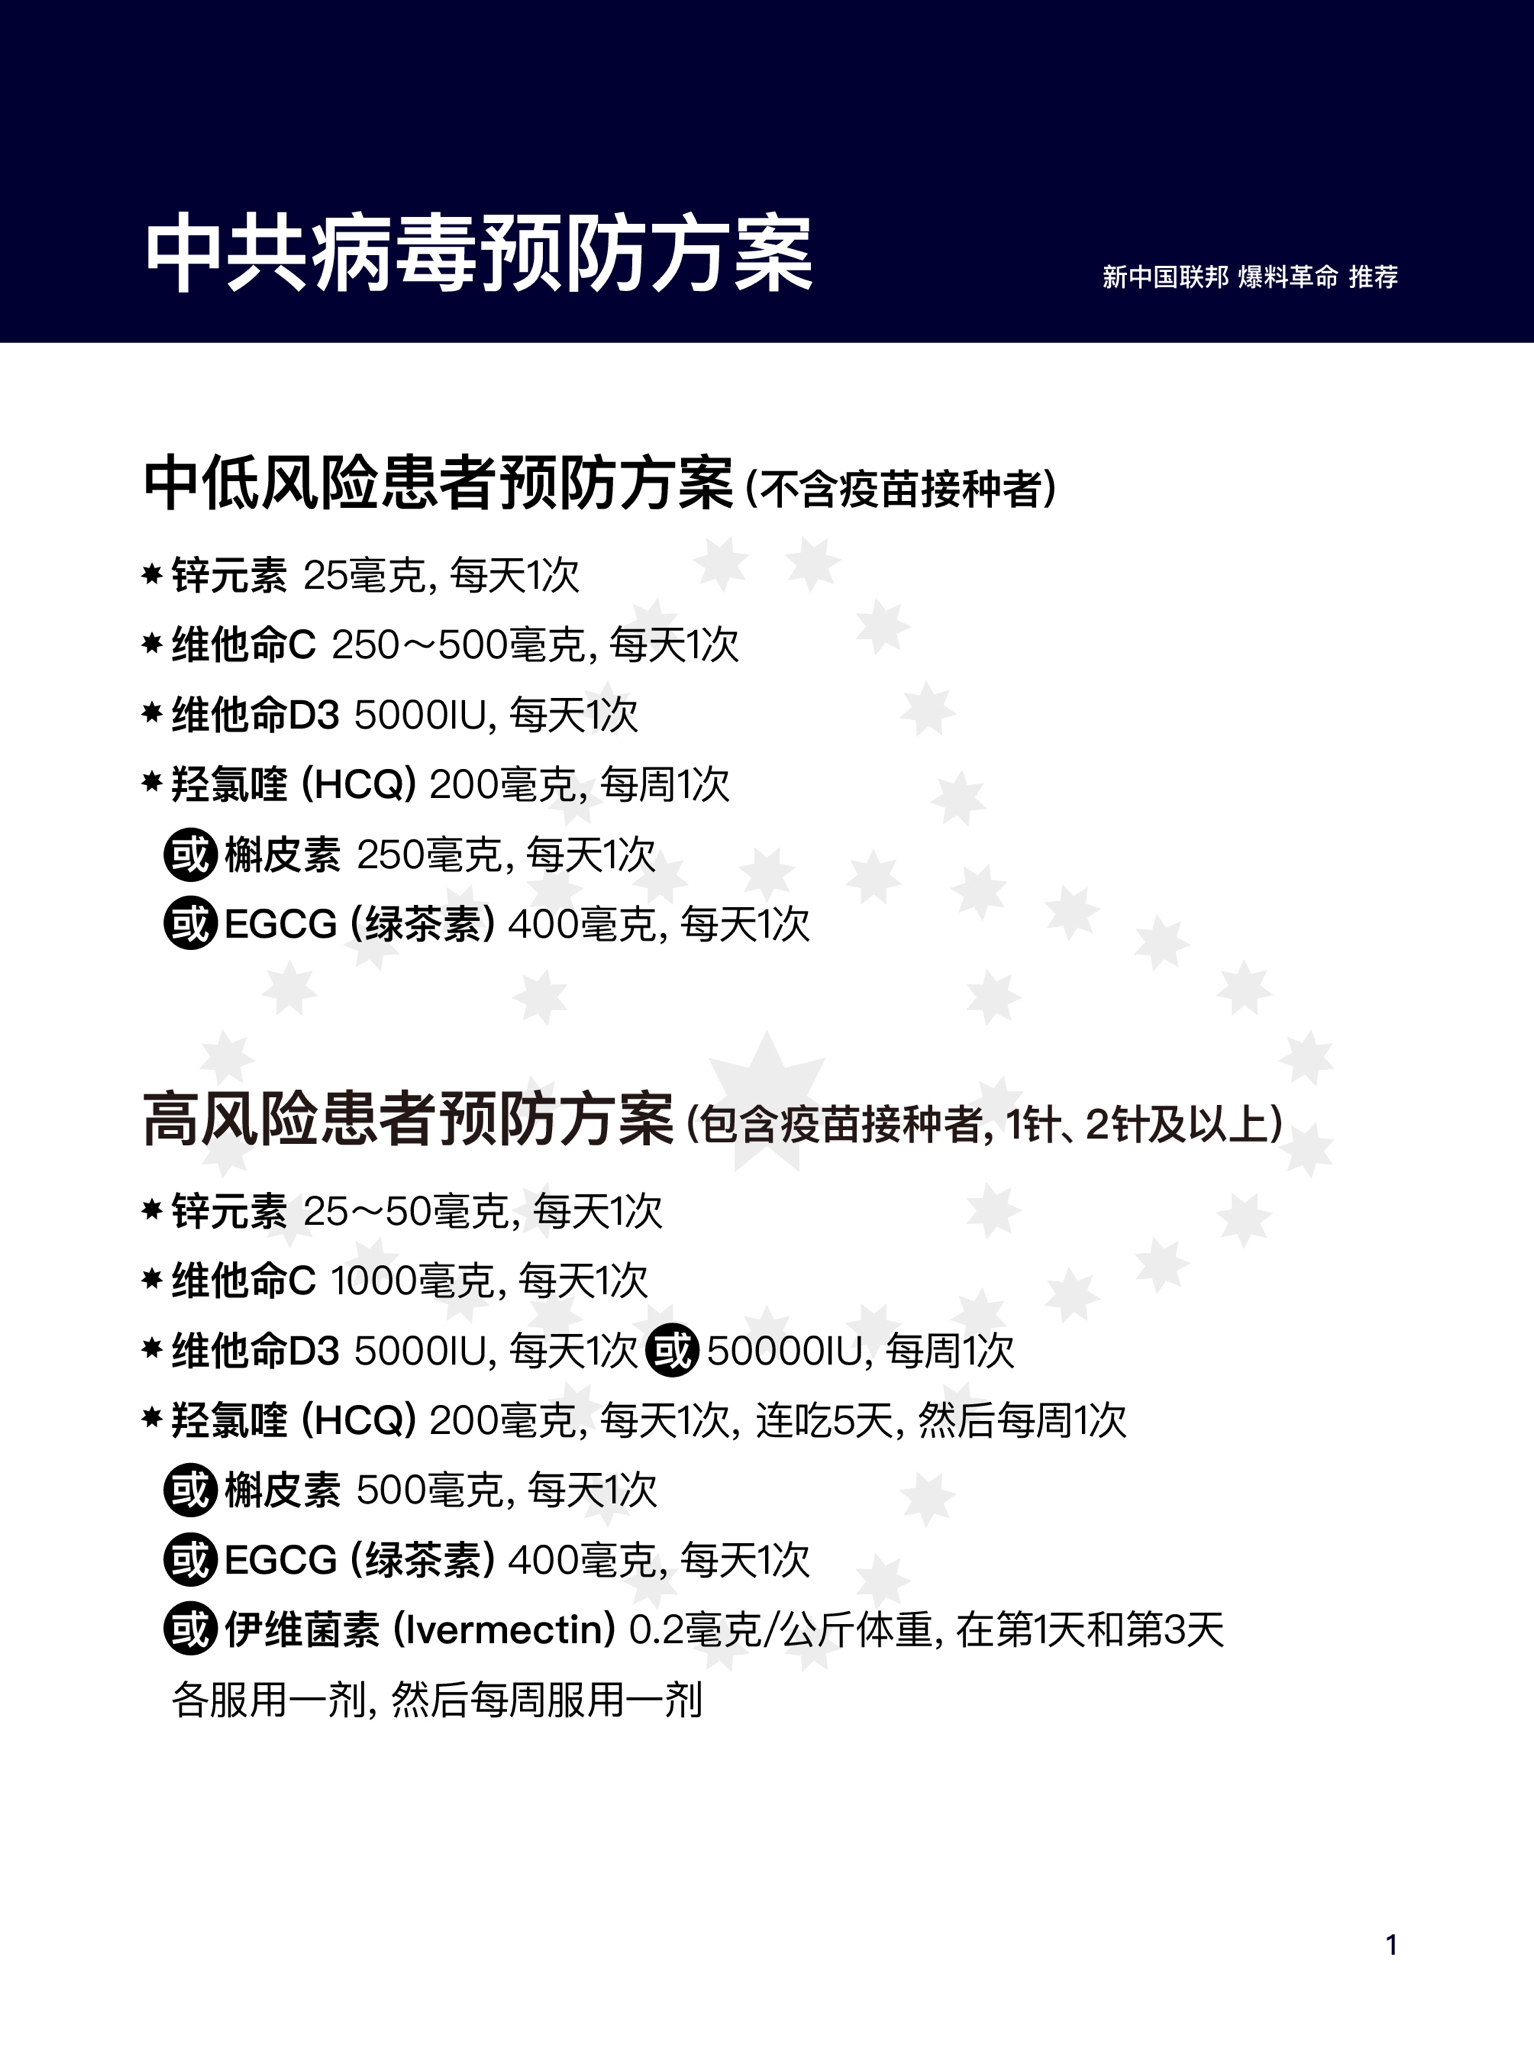 中共病毒预防方案
新中国联邦 爆料革命 推荐
中低风险患者预防方案 (不含疫苗接种者)
锌元素 25毫克, 每天1次
维他命C 250～500毫克, 每天1次
维他命D3 5000IU, 每天1次
羟氯喹 (HCQ) 200毫克, 每周1次
或 槲皮素 250毫克, 每天1次
或 EGCG (绿茶素) 400毫克, 每天1次
高风险患者预防方案 (包含疫苗接种者, 1针、2针及以上)
锌元素 25～50毫克, 每天1次
维他命C 1000毫克, 每天1次
维他命D3 5000IU, 每天1次 或 50000IU, 每周1次
羟氯喹 (HCQ) 200毫克, 每天1次, 连吃5天, 然后每周1次
或 槲皮素 500毫克, 每天1次
或 EGCG (绿茶素) 400毫克, 每天1次
或 伊维菌素 (Ivermectin) 0.2毫克/公斤体重, 在第1天和第3天
各服用一剂, 然后每周服用一剂
1